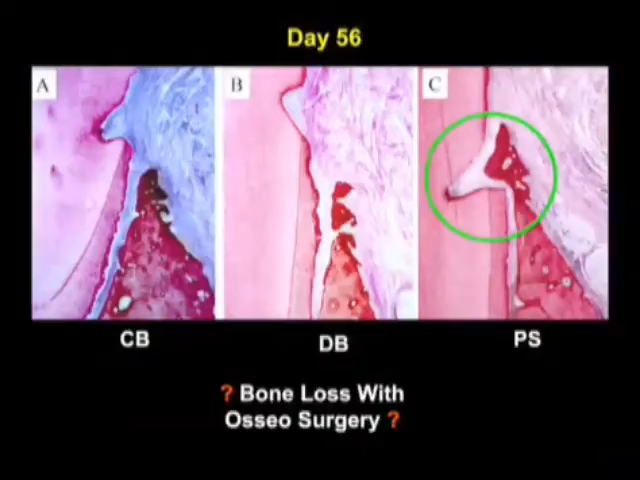 Day 56
A B C
CB DB PS
? Bone Loss With
Osseo Surgery ?